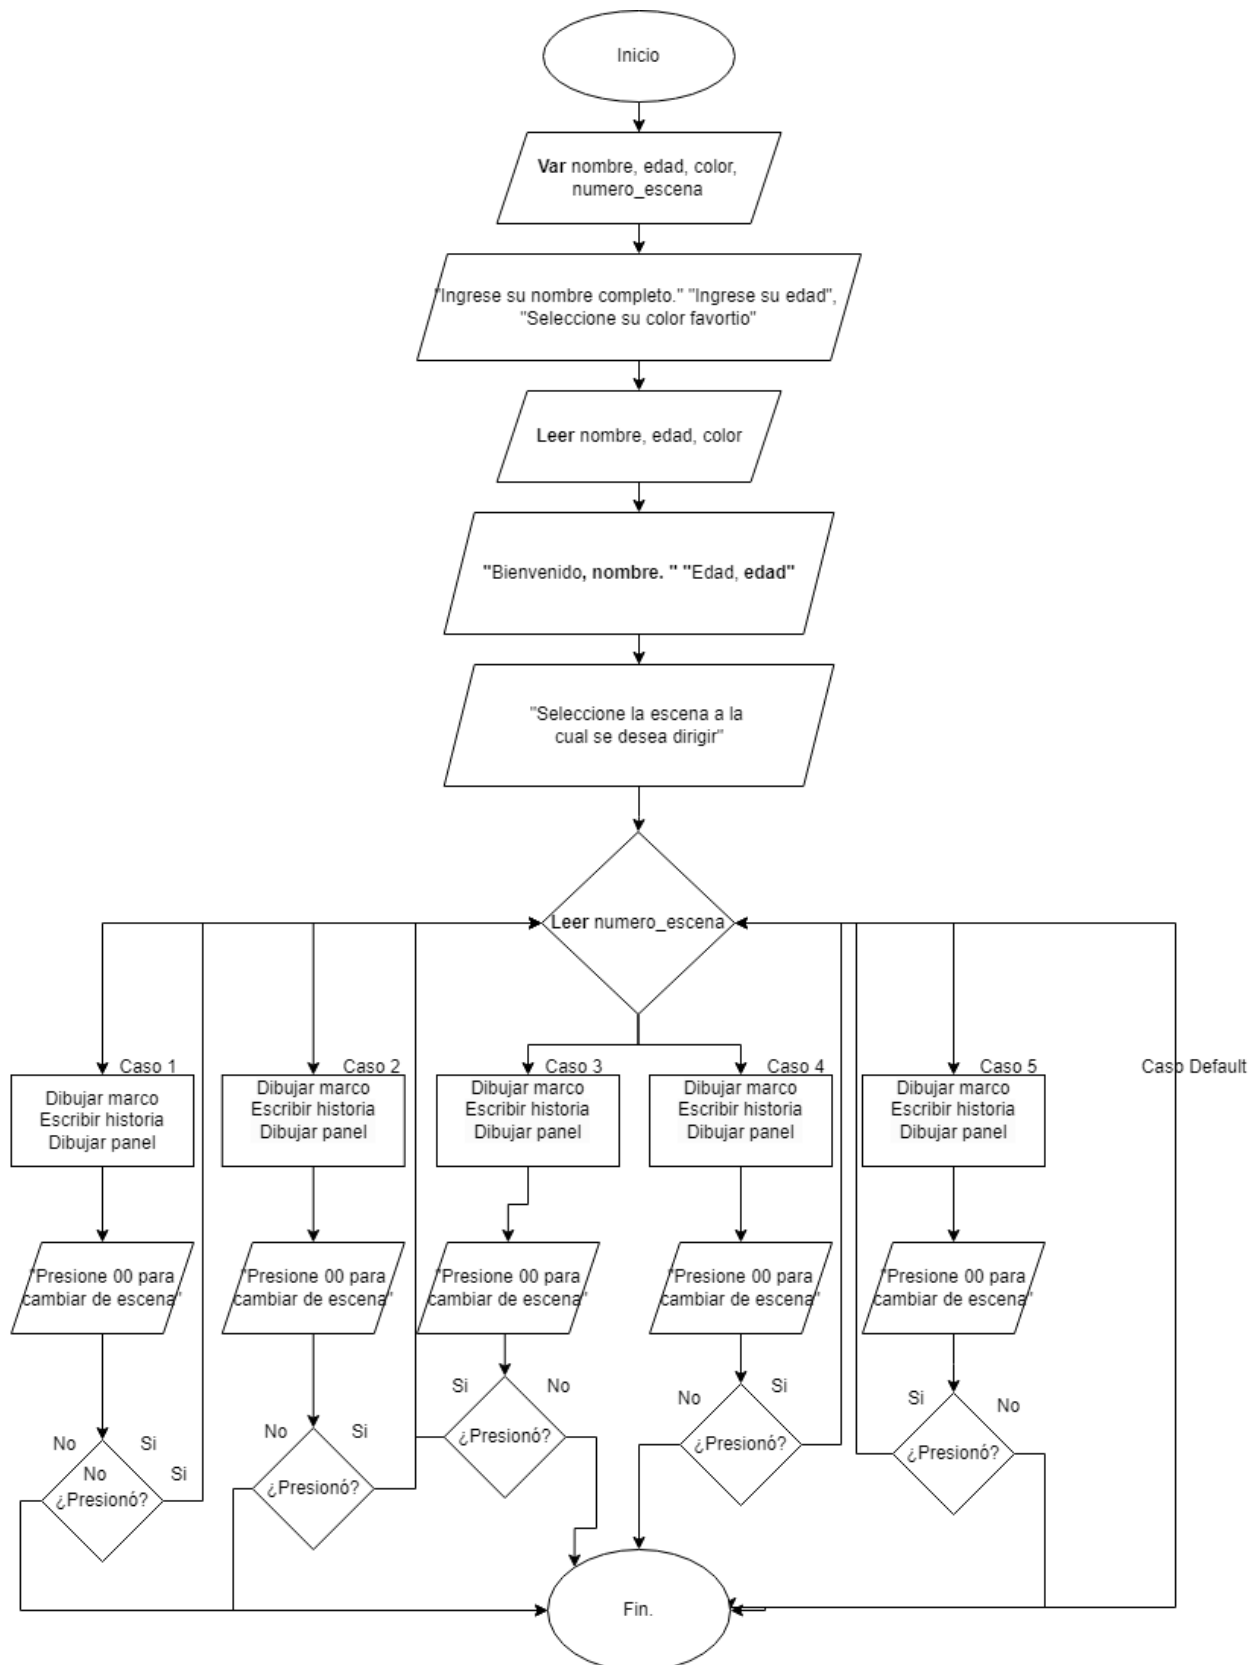 Inicio
Var nombre, edad, color,
numero_escena
"Ingrese su nombre completo." "Ingrese su edad",
"Seleccione su color favortio"
Leer nombre, edad, color
"Bienvenido, nombre. " "Edad, edad"
"Seleccione la escena a la
cual se desea dirigir"
Leer numero_escena
Caso 1
Dibujar marco
Escribir historia
Dibujar panel
"Presione 00 para
cambiar de escena"
No
Si
No
Si
¿Presionó?
Caso 2
Dibujar marco
Escribir historia
Dibujar panel
"Presione 00 para
cambiar de escena"
No
Si
¿Presionó?
Caso 3
Dibujar marco
Escribir historia
Dibujar panel
"Presione 00 para
cambiar de escena"
Si
No
¿Presionó?
Caso 4
Dibujar marco
Escribir historia
Dibujar panel
"Presione 00 para
cambiar de escena"
No
Si
¿Presionó?
Caso 5
Dibujar marco
Escribir historia
Dibujar panel
"Presione 00 para
cambiar de escena"
Si
No
¿Presionó?
Caso Default
Fin.